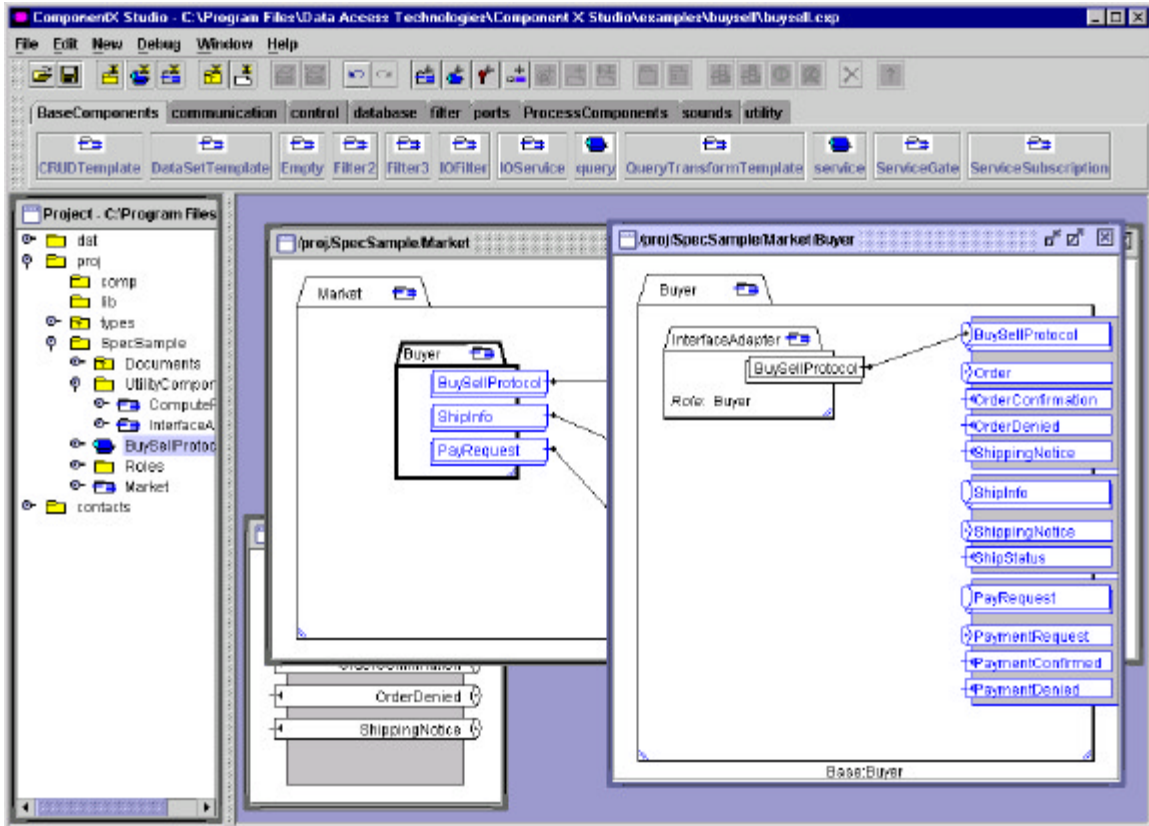 ComponentX Studio - C:\Program Files\Data Access Technologies\Component X Studio\examples\buysell\buysell.cxp
File Edit New Debug Window Help
BaseComponents communication control database filter ports ProcessComponents sounds utility
CRUDTemplate DataSetTemplate Empty Filter2 Filter3 IOFilter IOService query QueryTransformTemplate service ServiceGate ServiceSubscription
Project - C:\Program Files
dat
proj
comp
lib
types
SpecSample
Documents
UtilityCompor
ComputeF
InterfaceA
BuySellProtoc
Roles
Market
contacts
/proj/SpecSample/Market
Market
Buyer
BuySellProtocol
ShipInfo
PayRequest
OrderConfirmation
OrderDenied
ShippingNotice
/proj/SpecSample/Market/Buyer
Buyer
InterfaceAdapter
BuySellProtocol
Role: Buyer
BuySellProtocol
Order
OrderConfirmation
OrderDenied
ShippingNotice
ShipInfo
ShippingNotice
ShipStatus
PayRequest
PaymentRequest
PaymentConfirmed
PaymentDenied
Base:Buyer